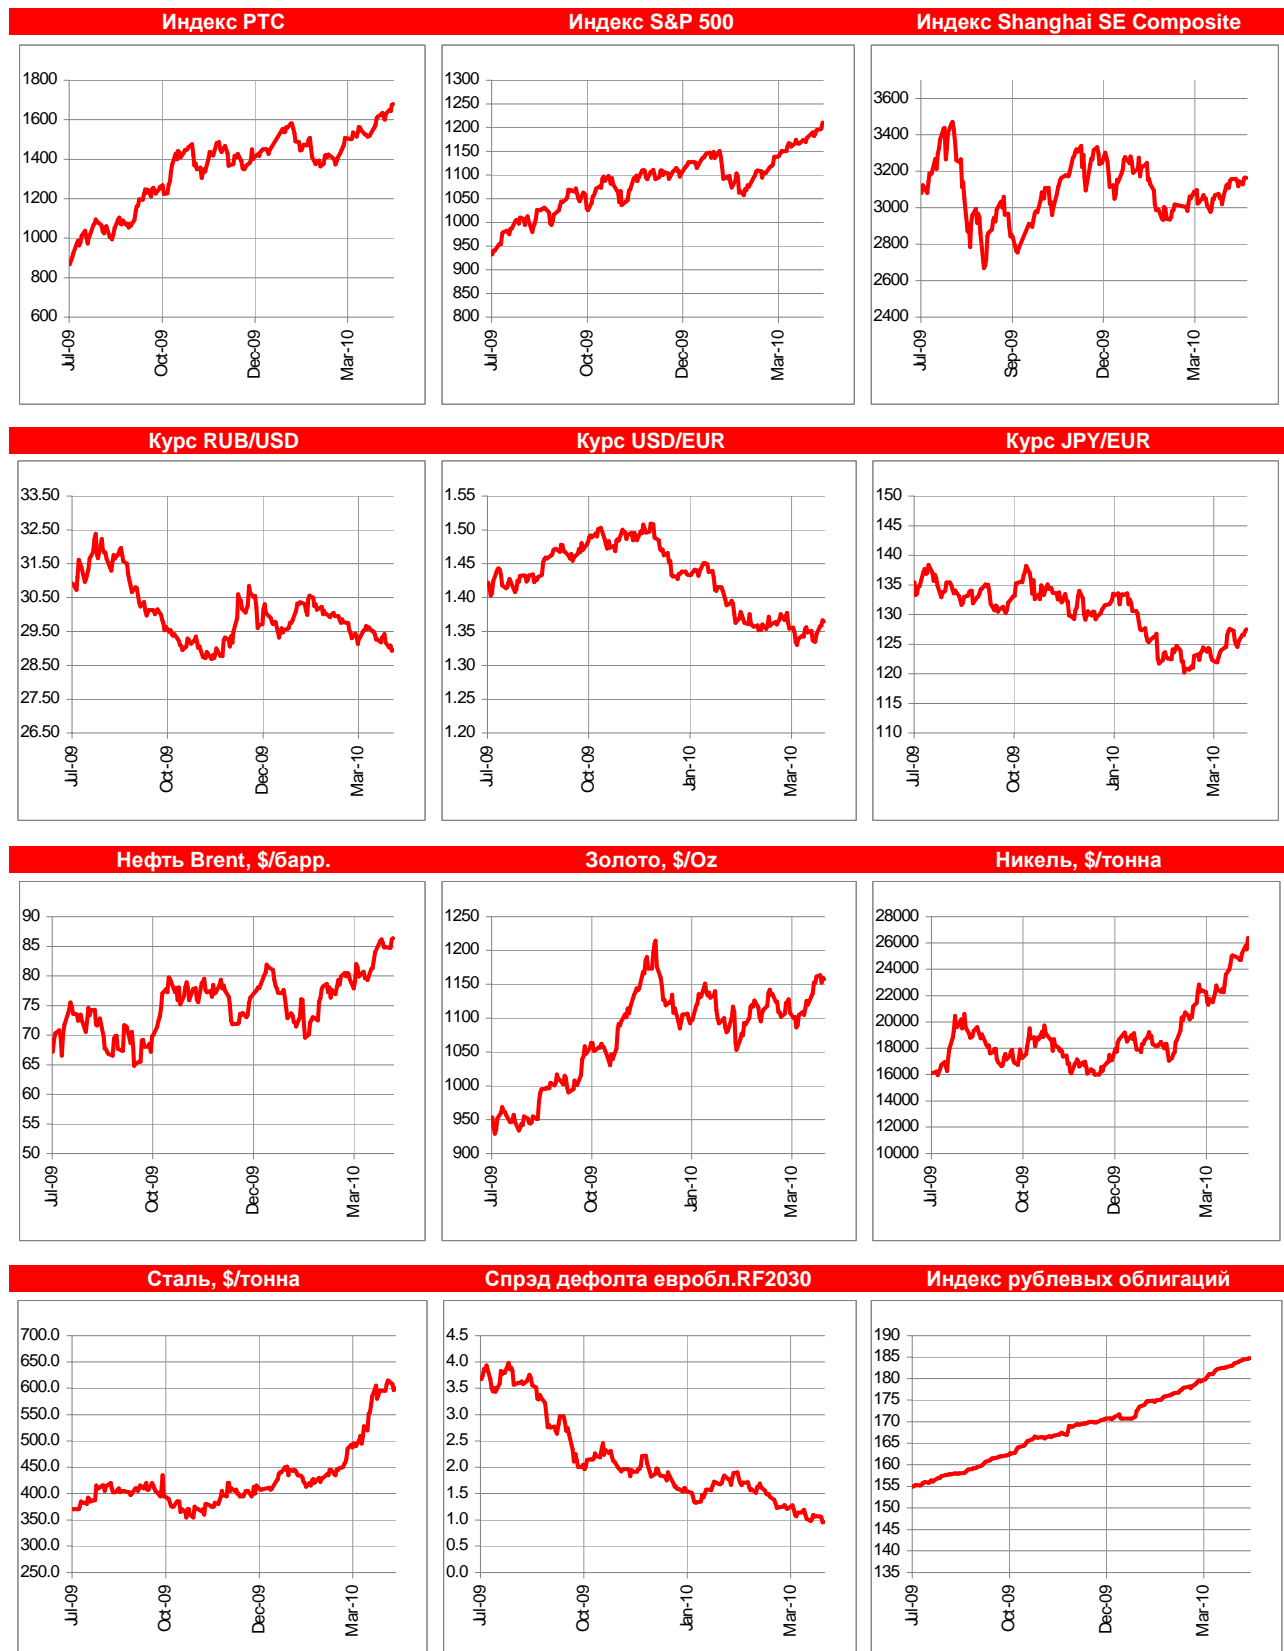 Индекс РТС
1800
1600
1400
1200
1000
800
600
Jul-09
Oct-09
Dec-09
Mar-10
Индекс S&P 500
1300
1250
1200
1150
1100
1050
1000
950
900
850
800
Jul-09
Oct-09
Dec-09
Mar-10
Индекс Shanghai SE Composite
3600
3400
3200
3000
2800
2600
2400
Jul-09
Sep-09
Dec-09
Mar-10
Курс RUB/USD
33.50
32.50
31.50
30.50
29.50
28.50
27.50
26.50
Jul-09
Oct-09
Dec-09
Mar-10
Курс USD/EUR
1.55
1.50
1.45
1.40
1.35
1.30
1.25
1.20
Jul-09
Oct-09
Jan-10
Mar-10
Курс JPY/EUR
150
145
140
135
130
125
120
115
110
Jul-09
Oct-09
Jan-10
Mar-10
Нефть Brent, $/барр.
90
85
80
75
70
65
60
55
50
Jul-09
Oct-09
Dec-09
Mar-10
Золото, $/Oz
1250
1200
1150
1100
1050
1000
950
900
Jul-09
Oct-09
Jan-10
Mar-10
Никель, $/тонна
28000
26000
24000
22000
20000
18000
16000
14000
12000
10000
Jul-09
Oct-09
Dec-09
Mar-10
Сталь, $/тонна
700.0
650.0
600.0
550.0
500.0
450.0
400.0
350.0
300.0
250.0
Jul-09
Oct-09
Dec-09
Mar-10
Спрэд дефолта евробл.RF2030
4.5
4.0
3.5
3.0
2.5
2.0
1.5
1.0
0.5
0.0
Jul-09
Oct-09
Jan-10
Mar-10
Индекс рублевых облигаций
190
185
180
175
170
165
160
155
150
145
140
135
Jul-09
Oct-09
Dec-09
Mar-10